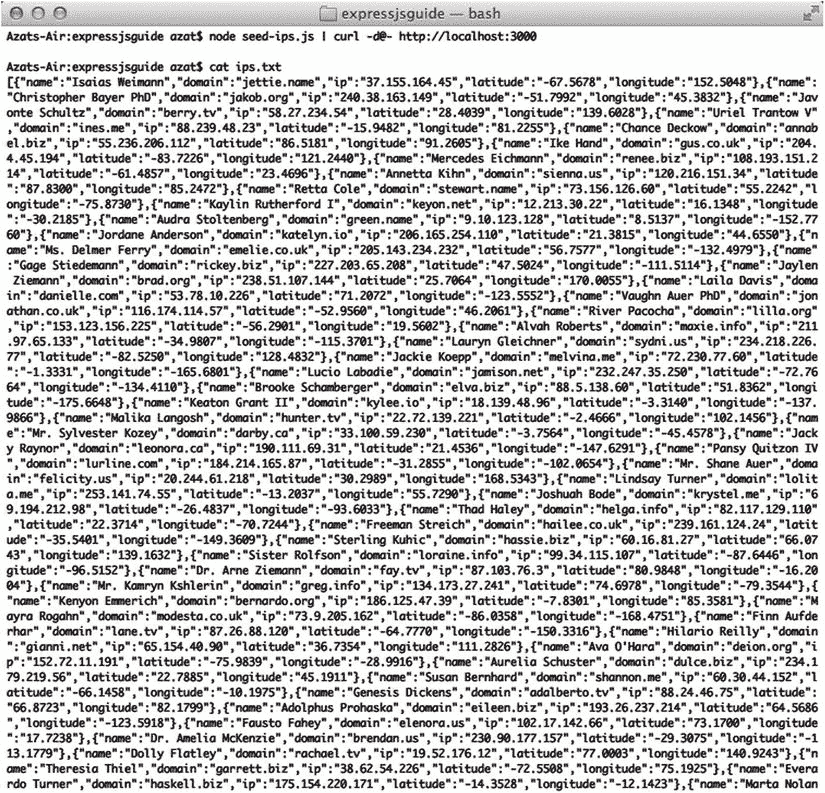 expressjsguide — bash
Azats-Air:expressjsguide azat$ node seed-ips.js | curl -d@- http://localhost:3000
Azats-Air:expressjsguide azat$ cat ips.txt
[{"name":"Isaias Weimann","domain":"jettie.name","ip":"37.155.164.45","latitude":"-67.5678","longitude":"152.5048"},{"name":
"Christopher Bayer PhD","domain":"jakob.org","ip":"240.38.163.149","latitude":"-51.7992","longitude":"45.3832"},{"name":"Jav
onte Schultz","domain":"berry.tv","ip":"58.27.234.54","latitude":"28.4039","longitude":"139.6028"},{"name":"Uriel Trantow V"
,"domain":"ines.me","ip":"88.239.48.23","latitude":"-15.9482","longitude":"81.2255"},{"name":"Chance Deckow","domain":"annab
el.biz","ip":"55.236.206.112","latitude":"86.5181","longitude":"91.2605"},{"name":"Ike Hand","domain":"gus.co.uk","ip":"204.
4.45.194","latitude":"-83.7226","longitude":"121.2440"},{"name":"Mercedes Eichmann","domain":"renee.biz","ip":"108.193.151.2
14","latitude":"-61.4857","longitude":"23.4696"},{"name":"Annetta Kihn","domain":"sienna.us","ip":"120.216.151.34","latitude
":"87.8300","longitude":"85.2472"},{"name":"Retta Cole","domain":"stewart.name","ip":"73.156.126.60","latitude":"55.2242","l
ongitude":"-75.8730"},{"name":"Kaylin Rutherford I","domain":"keyon.net","ip":"12.213.30.22","latitude":"16.1348","longitude
":"-30.2185"},{"name":"Audra Stoltenberg","domain":"green.name","ip":"9.10.123.128","latitude":"8.5137","longitude":"-152.77
60"},{"name":"Jordane Anderson","domain":"katelyn.io","ip":"206.165.254.110","latitude":"21.3815","longitude":"44.6550"},{"n
ame":"Ms. Delmer Ferry","domain":"emelie.co.uk","ip":"205.143.234.232","latitude":"56.7577","longitude":"-132.4979"},{"name"
:"Gage Stiedemann","domain":"rickey.biz","ip":"227.203.65.208","latitude":"47.5024","longitude":"-111.5114"},{"name":"Jaylen
Ziemann","domain":"brad.org","ip":"238.51.107.144","latitude":"25.7064","longitude":"170.0055"},{"name":"Laila Davis","doma
in":"danielle.com","ip":"53.78.10.226","latitude":"71.2072","longitude":"-123.5552"},{"name":"Vaughn Auer PhD","domain":"jon
athan.co.uk","ip":"116.174.114.57","latitude":"-52.9560","longitude":"46.2061"},{"name":"River Pacocha","domain":"lilla.org"
,"ip":"153.123.156.225","latitude":"-56.2901","longitude":"19.5602"},{"name":"Alvah Roberts","domain":"maxie.info","ip":"211
.97.65.133","latitude":"-34.9807","longitude":"-115.3701"},{"name":"Lauryn Gleichner","domain":"sydni.us","ip":"234.218.226.
77","latitude":"-82.5250","longitude":"128.4832"},{"name":"Jackie Koepp","domain":"melvina.me","ip":"72.230.77.60","latitude
":"-1.3331","longitude":"-165.6801"},{"name":"Lucio Labadie","domain":"jamison.net","ip":"232.247.35.250","latitude":"-72.76
64","longitude":"-134.4110"},{"name":"Brooke Schamberger","domain":"elva.biz","ip":"88.5.138.60","latitude":"51.8362","longi
tude":"-175.6648"},{"name":"Keaton Grant II","domain":"kylee.io","ip":"18.139.48.96","latitude":"-3.3140","longitude":"-137.
9866"},{"name":"Malika Langosh","domain":"hunter.tv","ip":"22.72.139.221","latitude":"-2.4666","longitude":"102.1456"},{"nam
e":"Mr. Sylvester Kozey","domain":"darby.ca","ip":"33.100.59.230","latitude":"-3.7564","longitude":"-45.4578"},{"name":"Jack
y Raynor","domain":"leonora.ca","ip":"190.111.69.31","latitude":"21.4536","longitude":"-147.6291"},{"name":"Pansy Quitzon IV
","domain":"lurline.com","ip":"184.214.165.87","latitude":"-31.2855","longitude":"-102.0654"},{"name":"Mr. Shane Auer","doma
in":"felicity.us","ip":"20.244.61.218","latitude":"30.2989","longitude":"168.5343"},{"name":"Lindsay Turner","domain":"lolit
a.me","ip":"253.141.74.55","latitude":"-13.2037","longitude":"55.7290"},{"name":"Joshuah Bode","domain":"krystel.me","ip":"6
9.194.212.98","latitude":"-26.4837","longitude":"-93.6033"},{"name":"Thad Haley","domain":"helga.info","ip":"82.117.129.110"
,"latitude":"22.3714","longitude":"-70.7244"},{"name":"Freeman Streich","domain":"hailee.co.uk","ip":"239.161.124.24","latit
ude":"-35.5401","longitude":"-149.3609"},{"name":"Sterling Kuhic","domain":"hassie.biz","ip":"60.16.81.27","latitude":"66.07
43","longitude":"139.1632"},{"name":"Sister Rolfson","domain":"loraine.info","ip":"99.34.115.107","latitude":"-87.6446","lon
gitude":"-96.5152"},{"name":"Dr. Arne Ziemann","domain":"fay.tv","ip":"87.103.76.3","latitude":"80.9848","longitude":"-16.20
04"},{"name":"Mr. Kamryn Kshlerin","domain":"greg.info","ip":"134.173.27.241","latitude":"74.6978","longitude":"-79.3544"},{
"name":"Kenyon Emmerich","domain":"bernardo.org","ip":"186.125.47.39","latitude":"-7.8301","longitude":"85.3581"},{"name":"M
ayra Rogahn","domain":"modesta.co.uk","ip":"73.9.205.162","latitude":"-86.0358","longitude":"-168.4751"},{"name":"Finn Aufde
rhar","domain":"lane.tv","ip":"87.26.88.120","latitude":"-64.7770","longitude":"-150.3316"},{"name":"Hilario Reilly","domain
":"gianni.net","ip":"65.154.40.90","latitude":"36.7354","longitude":"111.2826"},{"name":"Ava O'Hara","domain":"deion.org","i
p":"152.72.11.191","latitude":"-75.9839","longitude":"-28.9916"},{"name":"Aurelia Schuster","domain":"dulce.biz","ip":"234.1
79.219.56","latitude":"22.7885","longitude":"45.1911"},{"name":"Susan Bernhard","domain":"shannon.me","ip":"60.30.44.152","l
atitude":"-66.1458","longitude":"-10.1975"},{"name":"Genesis Dickens","domain":"adalberto.tv","ip":"88.24.46.75","latitude":
"66.8723","longitude":"82.1799"},{"name":"Adolphus Prohaska","domain":"eileen.biz","ip":"193.26.237.214","latitude":"64.5686
","longitude":"-123.5918"},{"name":"Fausto Fahey","domain":"elenora.us","ip":"102.17.142.66","latitude":"73.1700","longitude
":"17.7238"},{"name":"Dr. Amelia McKenzie","domain":"brendan.us","ip":"230.90.177.157","latitude":"-29.3075","longitude":"-1
13.1779"},{"name":"Dolly Flatley","domain":"rachael.tv","ip":"19.52.176.12","latitude":"77.0003","longitude":"140.9243"},{"n
ame":"Theresia Thiel","domain":"garrett.biz","ip":"38.62.54.226","latitude":"-72.5508","longitude":"75.1925"},{"name":"Evera
rdo Turner","domain":"haskell.biz","ip":"175.154.220.171","latitude":"-14.3528","longitude":"-12.1423"},{"name":"Marta Nolan